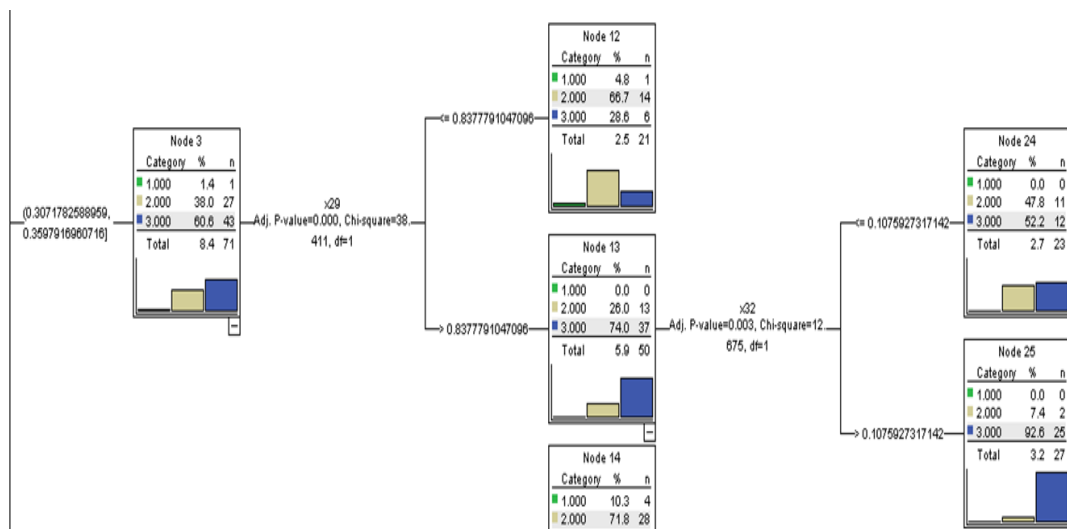 Node 12
Category % n
1.000 4.8 1
2.000 66.7 14
3.000 28.6 6
Total 2.5 21
<= 0.8377791047096
Node 3
Category % n
1.000 1.4 1
2.000 38.0 27
3.000 60.6 43
Total 8.4 71
(0.3071782588959,
0.3597916960716]
x29
Adj. P-value=0.000, Chi-square=38.
411, df=1
Node 13
Category % n
1.000 0.0 0
2.000 26.0 13
3.000 74.0 37
Total 5.9 50
> 0.8377791047096
x32
Adj. P-value=0.003, Chi-square=12.
675, df=1
Node 24
Category % n
1.000 0.0 0
2.000 47.8 11
3.000 52.2 12
Total 2.7 23
<= 0.1075927317142
Node 25
Category % n
1.000 0.0 0
2.000 7.4 2
3.000 92.6 25
Total 3.2 27
> 0.1075927317142
Node 14
Category % n
1.000 10.3 4
2.000 71.8 28